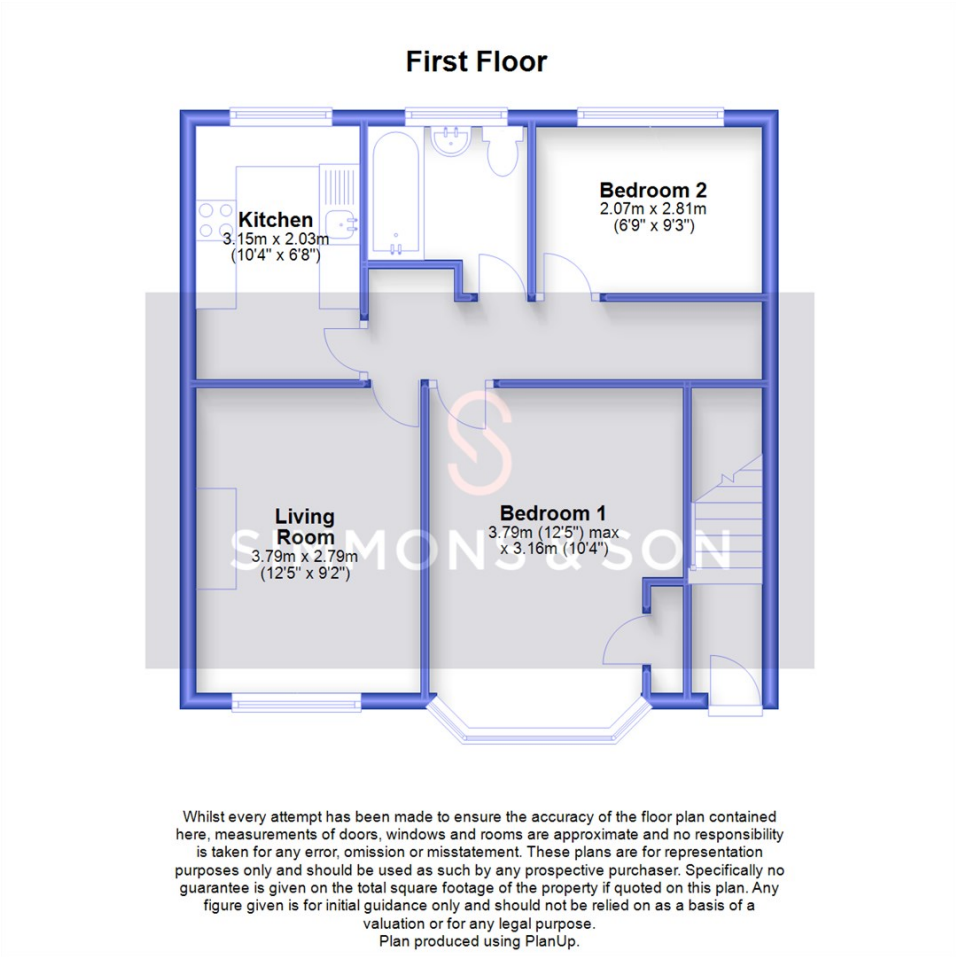 First Floor
Kitchen
3.15m x 2.03m
(10'4" x 6'8")
Bedroom 2
2.07m x 2.81m
(6'9" x 9'3")
Living
Room
3.79m x 2.79m
(12'5" x 9'2")
Bedroom 1
3.79m (12'5") max
x 3.16m (10'4")
SIMMONS & SON
Whilst every attempt has been made to ensure the accuracy of the floor plan contained
here, measurements of doors, windows and rooms are approximate and no responsibility
is taken for any error, omission or misstatement. These plans are for representation
purposes only and should be used as such by any prospective purchaser. Specifically no
guarantee is given on the total square footage of the property if quoted on this plan. Any
figure given is for initial guidance only and should not be relied on as a basis of a
valuation or for any legal purpose.
Plan produced using PlanUp.